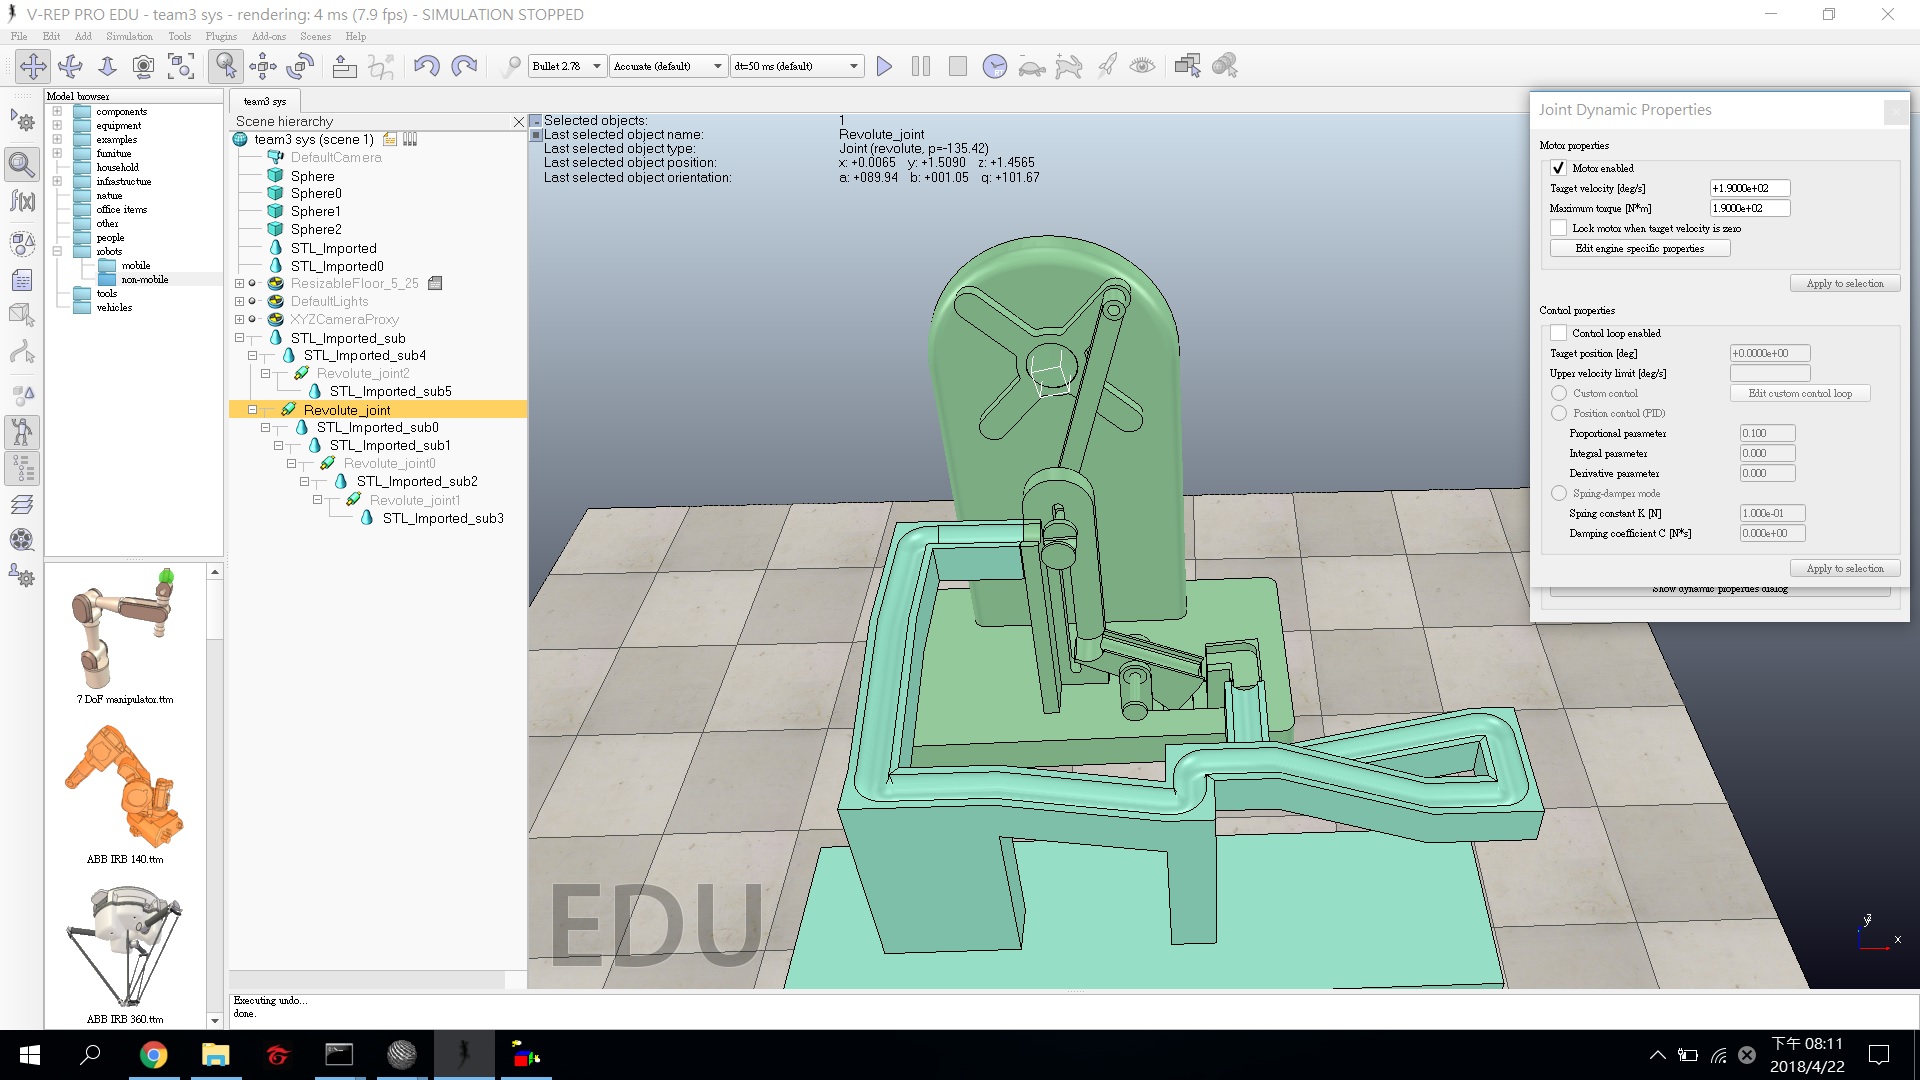 V-REP PRO EDU - team3 sys - rendering: 4 ms (7.9 fps) - SIMULATION STOPPED
File Edit Add Simulation Tools Plugins Add-ons Scenes Help
Bullet 2.78 Accurate (default) dt=50 ms (default)
Model browser
components
equipment
examples
furniture
household
infrastructure
nature
office items
other
people
robots
mobile
non-mobile
tools
vehicles
7 DoF manipulator.ttm
ABB IRB 140.ttm
ABB IRB 360.ttm
team3 sys
Scene hierarchy
team3 sys (scene 1)
DefaultCamera
Sphere
Sphere0
Sphere1
Sphere2
STL_Imported
STL_Imported0
ResizableFloor_5_25
DefaultLights
XYZCameraProxy
STL_Imported_sub
STL_Imported_sub4
Revolute_joint2
STL_Imported_sub5
Revolute_joint
STL_Imported_sub0
STL_Imported_sub1
Revolute_joint0
STL_Imported_sub2
Revolute_joint1
STL_Imported_sub3
Selected objects: 1
Last selected object name: Revolute_joint
Last selected object type: Joint (revolute, p=-135.42)
Last selected object position: x: +0.0065 y: +1.5090 z: +1.4565
Last selected object orientation: a: +089.94 b: +001.05 g: +101.67
EDU
x
Joint Dynamic Properties
Motor properties
Motor enabled
Target velocity [deg/s] +1.9000e+02
Maximum torque [N*m] 1.9000e+02
Lock motor when target velocity is zero
Edit engine specific properties
Apply to selection
Control properties
Control loop enabled
Target position [deg] +0.0000e+00
Upper velocity limit [deg/s]
Custom control Edit custom control loop
Position control (PID)
Proportional parameter 0.100
Integral parameter 0.000
Derivative parameter 0.000
Spring-damper mode
Spring constant K [N] 1.000e-01
Damping coefficient C [N*s] 0.000e+00
Apply to selection
Show dynamic properties dialog
Executing undo...
done.
下午 08:11
2018/4/22